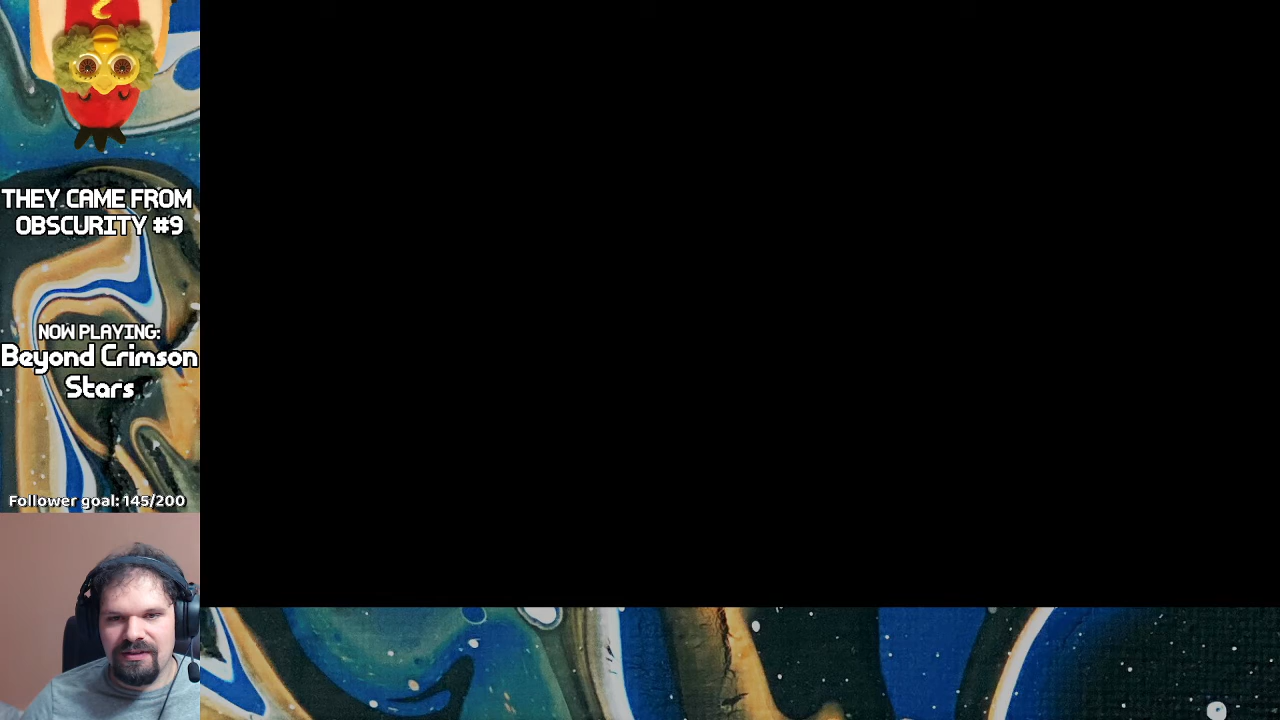 THEY CAME FROM
OBSCURITY #9
NOW PLAYING:
Beyond Crimson
Stars
Follower goal: 145/200